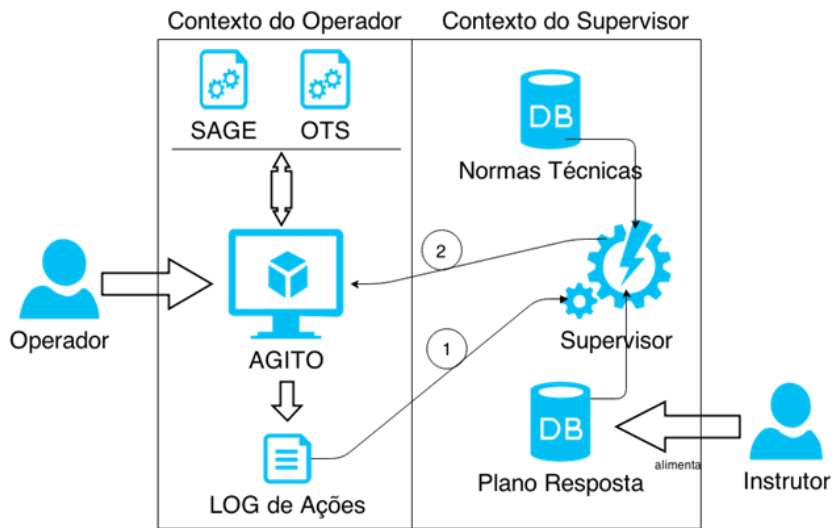 Contexto do Operador
Contexto do Supervisor
SAGE
OTS
DB
Normas Técnicas
2
Operador
AGITO
1
Supervisor
DB
alimenta
LOG de Ações
Plano Resposta
Instrutor